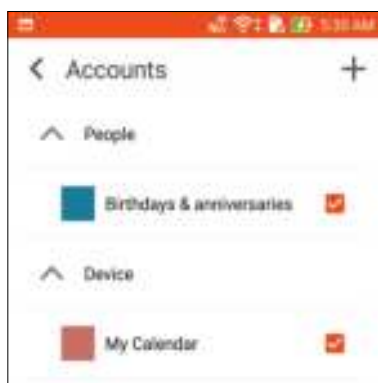 5:30 AM
Accounts
People
Birthdays & anniversaries
Device
My Calendar